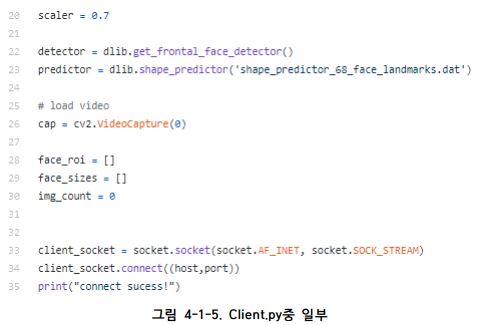 20 scaler = 0.7
21
22 detector = dlib.get_frontal_face_detector()
23 predictor = dlib.shape_predictor('shape_predictor_68_face_landmarks.dat')
24
25 # load video
26 cap = cv2.VideoCapture(0)
27
28 face_roi = []
29 face_sizes = []
30 img_count = 0
31
32
33 client_socket = socket.socket(socket.AF_INET, socket.SOCK_STREAM)
34 client_socket.connect((host,port))
35 print("connect sucess!")
그림 4-1-5. Client.py중 일부